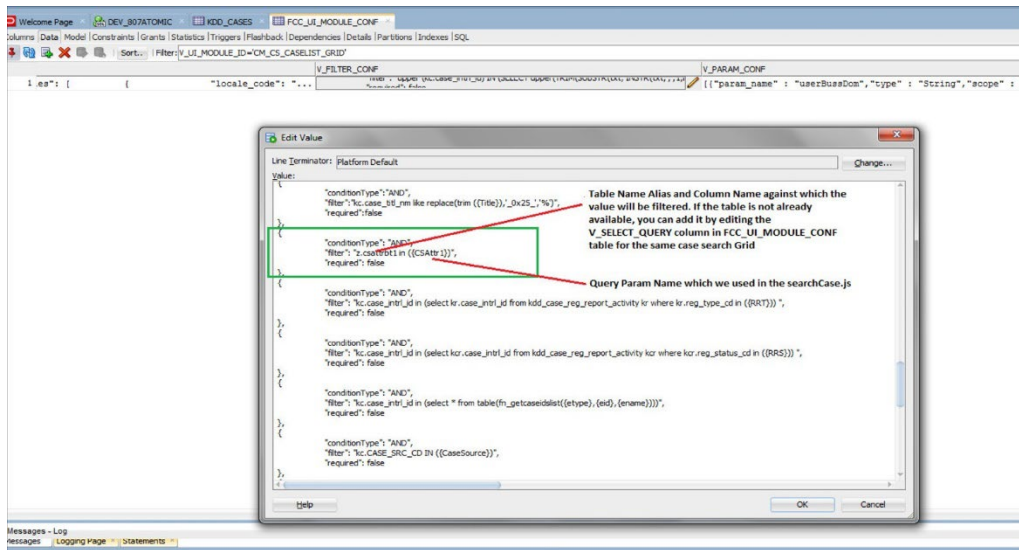 Welcome Page
DEV_807ATOMIC
KDD_CASES
FCC_UI_MODULE_CONF
Columns Data Model Constraints Grants Statistics Triggers Flashback Dependencies Details Partitions Indexes SQL
Sort.. Filter: V_UI_MODULE_ID='CM_CS_CASELIST_GRID'
V_FILTER_CONF
V_PARAM_CONF
1 es": [ { "locale_code": "...
"required": false
[{"param_name" : "userBussDom","type" : "String","scope" :
Edit Value
Line Terminator: Platform Default
Change...
Value:
{
"conditionType":"AND",
"filter":"kc.case_titl_nm like replace(trim ({Title}),'_0x25_','%')",
"required":false
},
{
"conditionType": "AND",
"filter": "z.csattrbt1 in ({CSAttr1})",
"required": false
},
{
"conditionType": "AND",
"filter": "kc.case_intrl_id in (select kr.case_intrl_id from kdd_case_reg_report_activity kr where kr.reg_type_cd in ({RRT})) ",
"required": false
},
{
"conditionType": "AND",
"filter": "kc.case_intrl_id in (select kcr.case_intrl_id from kdd_case_reg_report_activity kcr where kcr.reg_status_cd in ({RRS})) ",
"required": false
},
{
"conditionType": "AND",
"filter": "kc.case_intrl_id in (select * from table(fn_getcaseidslist({etype},{eid},{ename})))",
"required": false
},
{
"conditionType": "AND",
"filter": "kc.CASE_SRC_CD IN ({CaseSource})",
"required": false
},
Table Name Alias and Column Name against which the
value will be filtered. If the table is not already
available, you can add it by editing the
V_SELECT_QUERY column in FCC_UI_MODULE_CONF
table for the same case search Grid
Query Param Name which we used in the searchCase.js
Help
OK
Cancel
Messages - Log
Messages Logging Page Statements